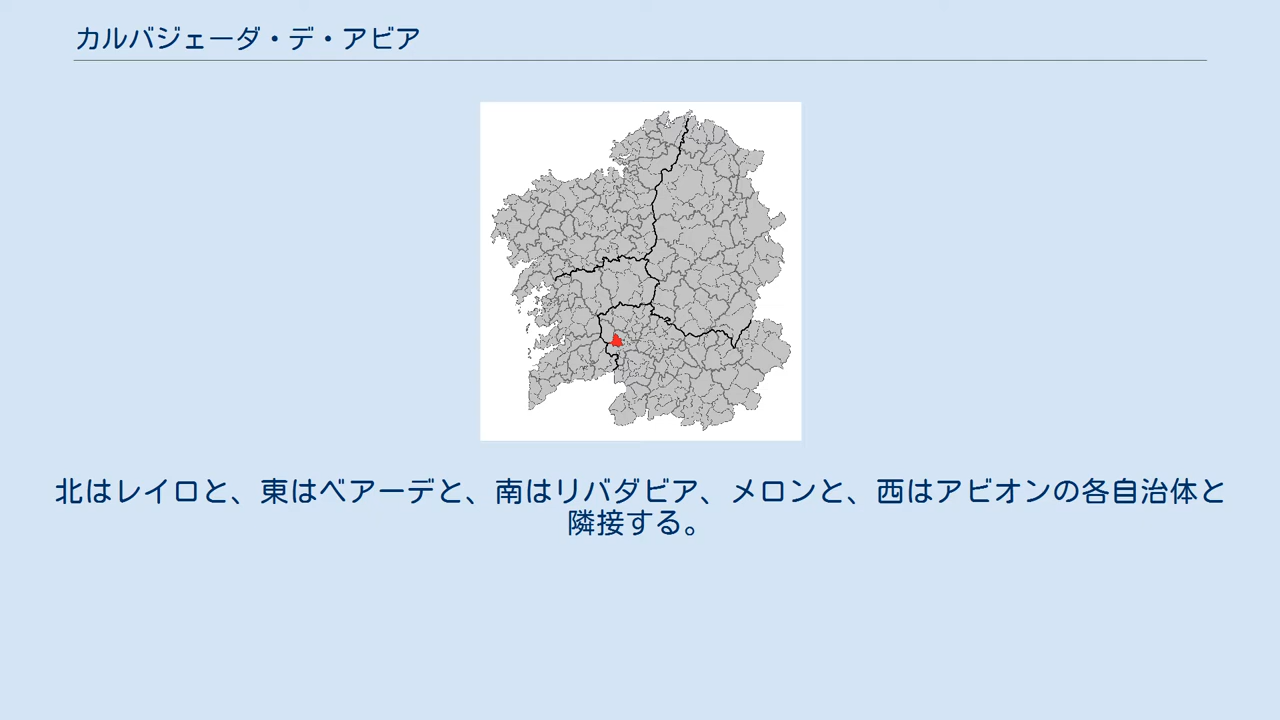 カルバジェーダ・デ・アビア
北はレイロと、東はベアーデと、南はリバダビア、メロンと、西はアビオンの各自治体と
隣接する。